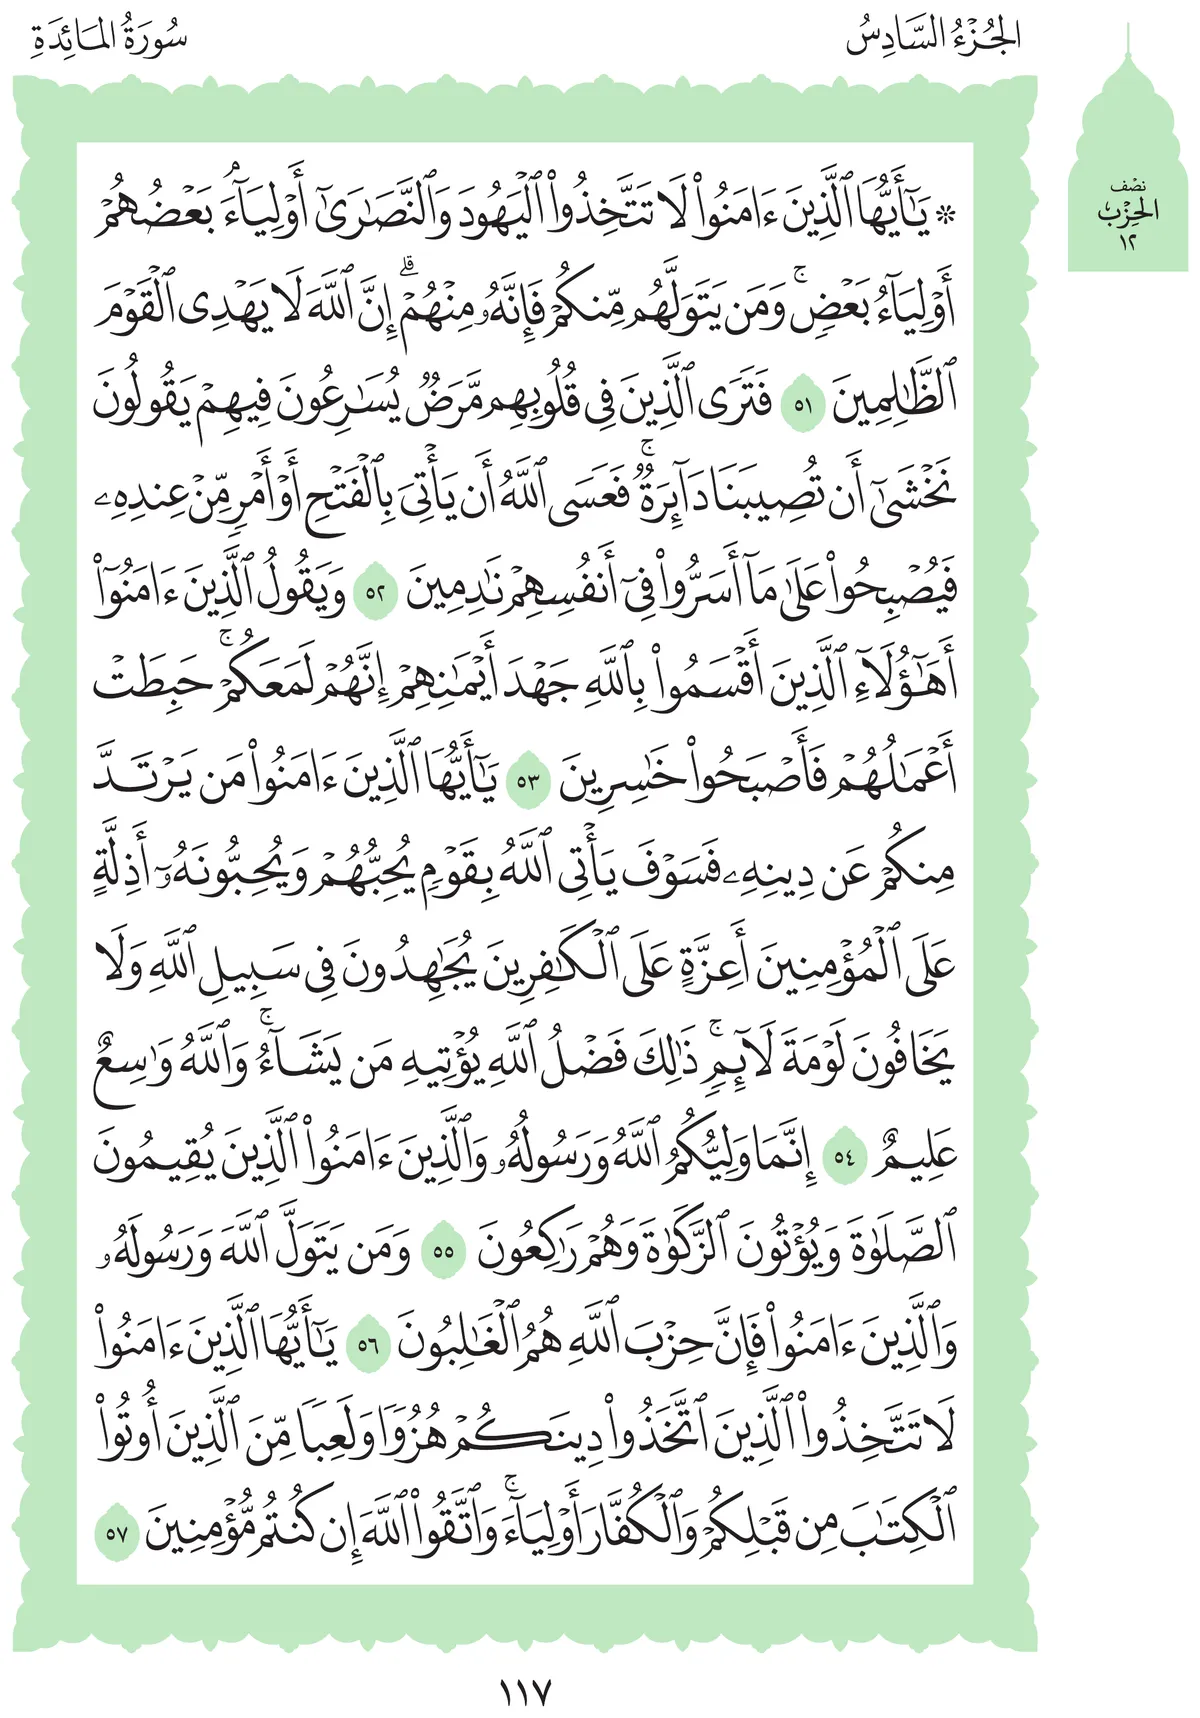 الجُزْءُ السَّادِسُ
سُورَةُ المَائِدَةِ
نصف
الحِزْب
١٢
۞ يَٰٓأَيُّهَا ٱلَّذِينَ ءَامَنُوا۟ لَا تَتَّخِذُوا۟ ٱلْيَهُودَ وَٱلنَّصَٰرَىٰٓ أَوْلِيَآءَۘ بَعْضُهُمْ
أَوْلِيَآءُ بَعْضٍۚ وَمَن يَتَوَلَّهُم مِّنكُمْ فَإِنَّهُۥ مِنْهُمْۗ إِنَّ ٱللَّهَ لَا يَهْدِى ٱلْقَوْمَ
ٱلظَّٰلِمِينَ ٥١ فَتَرَى ٱلَّذِينَ فِى قُلُوبِهِم مَّرَضٌ يُسَٰرِعُونَ فِيهِمْ يَقُولُونَ
نَخْشَىٰٓ أَن تُصِيبَنَا دَآئِرَةٌۚ فَعَسَى ٱللَّهُ أَن يَأْتِىَ بِٱلْفَتْحِ أَوْ أَمْرٍ مِّنْ عِندِهِۦ
فَيُصْبِحُوا۟ عَلَىٰ مَآ أَسَرُّوا۟ فِىٓ أَنفُسِهِمْ نَٰدِمِينَ ٥٢ وَيَقُولُ ٱلَّذِينَ ءَامَنُوٓا۟
أَهَٰٓؤُلَآءِ ٱلَّذِينَ أَقْسَمُوا۟ بِٱللَّهِ جَهْدَ أَيْمَٰنِهِمْ إِنَّهُمْ لَمَعَكُمْۚ حَبِطَتْ
أَعْمَٰلُهُمْ فَأَصْبَحُوا۟ خَٰسِرِينَ ٥٣ يَٰٓأَيُّهَا ٱلَّذِينَ ءَامَنُوا۟ مَن يَرْتَدَّ
مِنكُمْ عَن دِينِهِۦ فَسَوْفَ يَأْتِى ٱللَّهُ بِقَوْمٍ يُحِبُّهُمْ وَيُحِبُّونَهُۥٓ أَذِلَّةٍ
عَلَى ٱلْمُؤْمِنِينَ أَعِزَّةٍ عَلَى ٱلْكَٰفِرِينَ يُجَٰهِدُونَ فِى سَبِيلِ ٱللَّهِ وَلَا
يَخَافُونَ لَوْمَةَ لَآئِمٍۚ ذَٰلِكَ فَضْلُ ٱللَّهِ يُؤْتِيهِ مَن يَشَآءُۚ وَٱللَّهُ وَٰسِعٌ
عَلِيمٌ ٥٤ إِنَّمَا وَلِيُّكُمُ ٱللَّهُ وَرَسُولُهُۥ وَٱلَّذِينَ ءَامَنُوا۟ ٱلَّذِينَ يُقِيمُونَ
ٱلصَّلَوٰةَ وَيُؤْتُونَ ٱلزَّكَوٰةَ وَهُمْ رَٰكِعُونَ ٥٥ وَمَن يَتَوَلَّ ٱللَّهَ وَرَسُولَهُۥ
وَٱلَّذِينَ ءَامَنُوا۟ فَإِنَّ حِزْبَ ٱللَّهِ هُمُ ٱلْغَٰلِبُونَ ٥٦ يَٰٓأَيُّهَا ٱلَّذِينَ ءَامَنُوا۟
لَا تَتَّخِذُوا۟ ٱلَّذِينَ ٱتَّخَذُوا۟ دِينَكُمْ هُزُوًا وَلَعِبًا مِّنَ ٱلَّذِينَ أُوتُوا۟
ٱلْكِتَٰبَ مِن قَبْلِكُمْ وَٱلْكُفَّارَ أَوْلِيَآءَۚ وَٱتَّقُوا۟ ٱللَّهَ إِن كُنتُم مُّؤْمِنِينَ ٥٧
١١٧